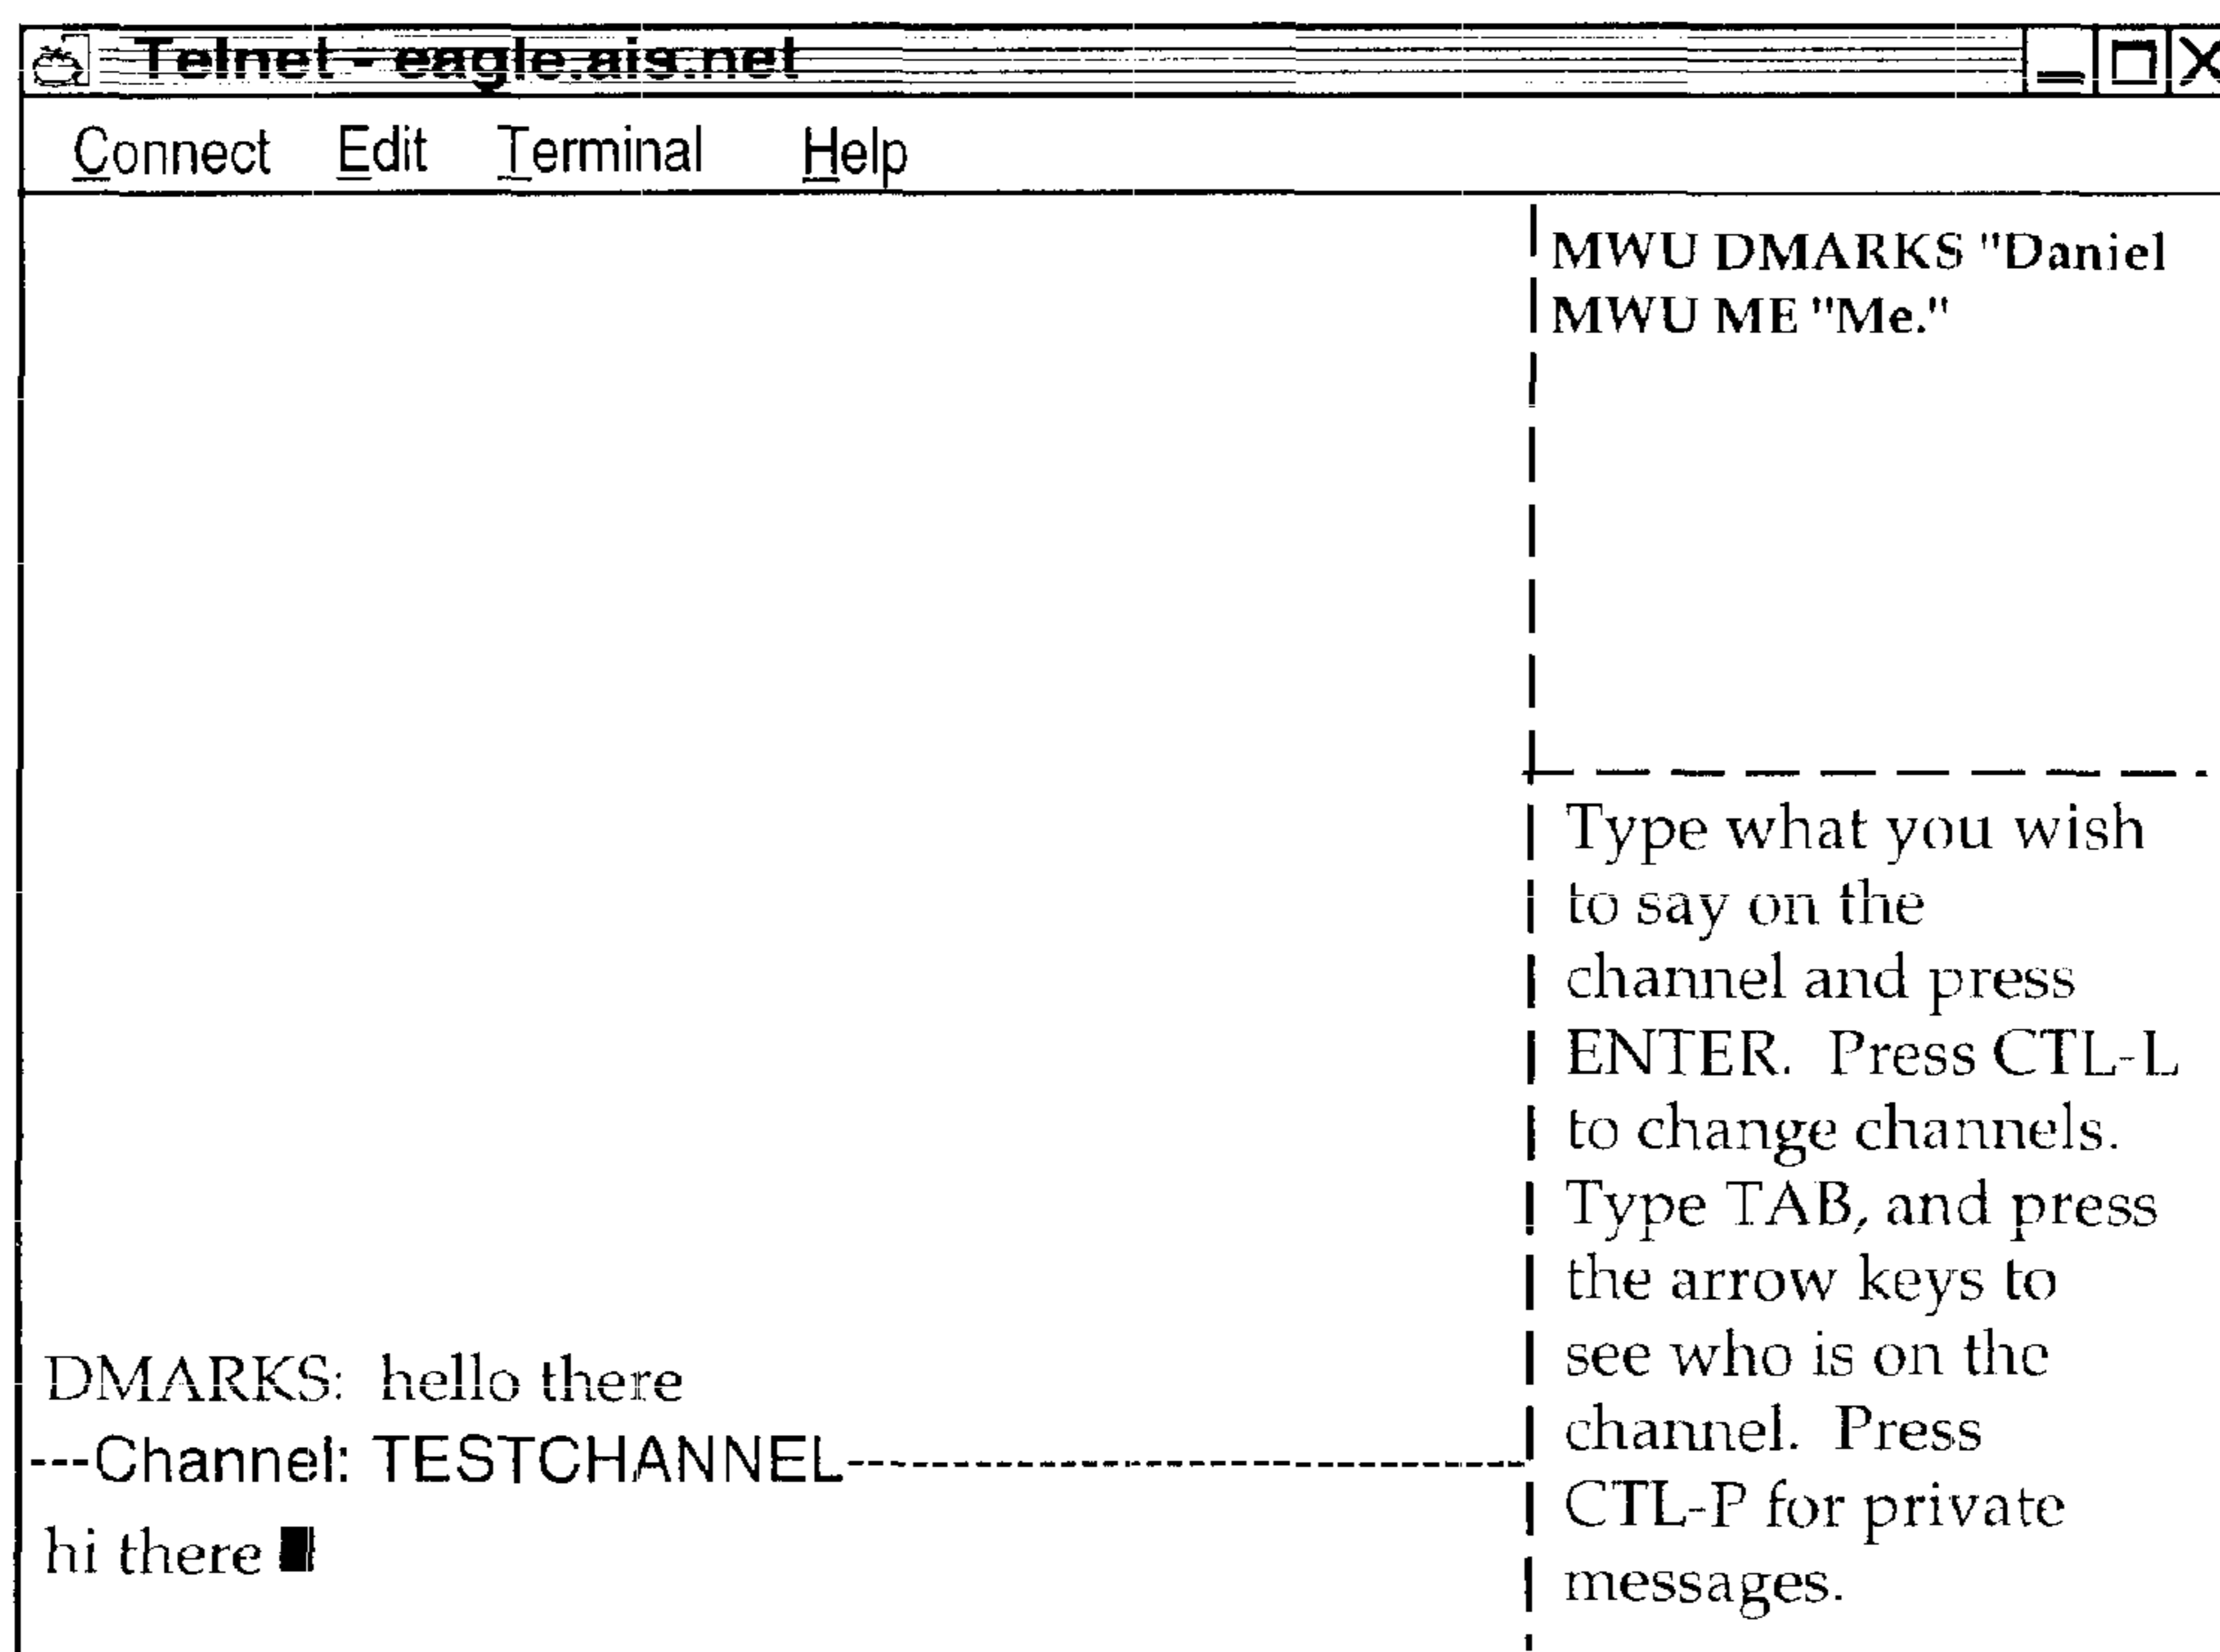 Telnet - eagle.ais.net
Connect Edit Terminal Help
MWU DMARKS "Daniel
MWU ME "Me."
Type what you wish
to say on the
channel and press
ENTER. Press CTL-L
to change channels.
Type TAB, and press
the arrow keys to
see who is on the
channel. Press
CTL-P for private
messages.
DMARKS: hello there
---Channel: TESTCHANNEL------------------------------------
hi there